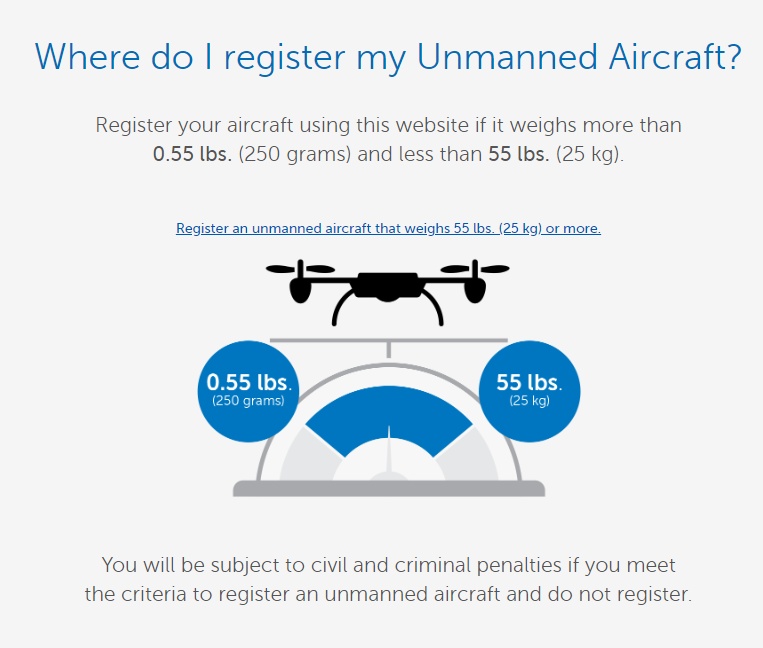 Where do I register my Unmanned Aircraft?
Register your aircraft using this website if it weighs more than
0.55 lbs. (250 grams) and less than 55 lbs. (25 kg).
Register an unmanned aircraft that weighs 55 lbs. (25 kg) or more.
0.55 lbs.
(250 grams)
55 lbs.
(25 kg)
You will be subject to civil and criminal penalties if you meet
the criteria to register an unmanned aircraft and do not register.